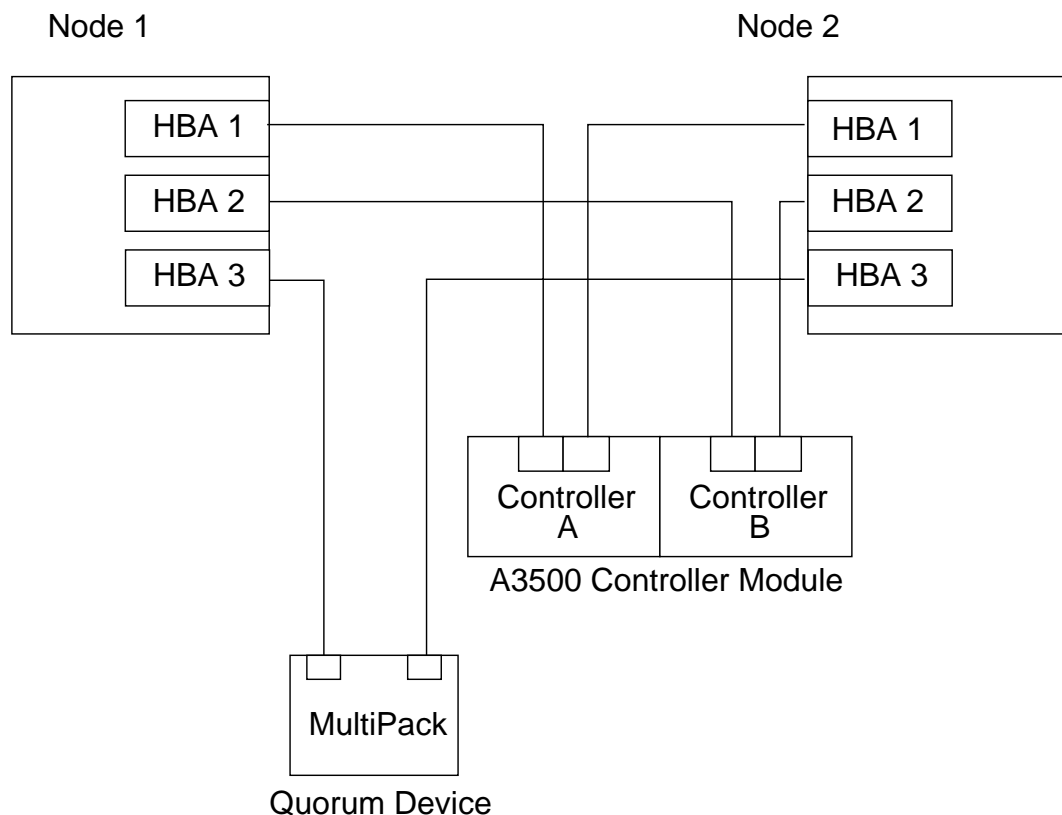 Node 1
Node 2
HBA 1
HBA 1
HBA 2
HBA 2
HBA 3
HBA 3
Controller
A
Controller
B
A3500 Controller Module
MultiPack
Quorum Device